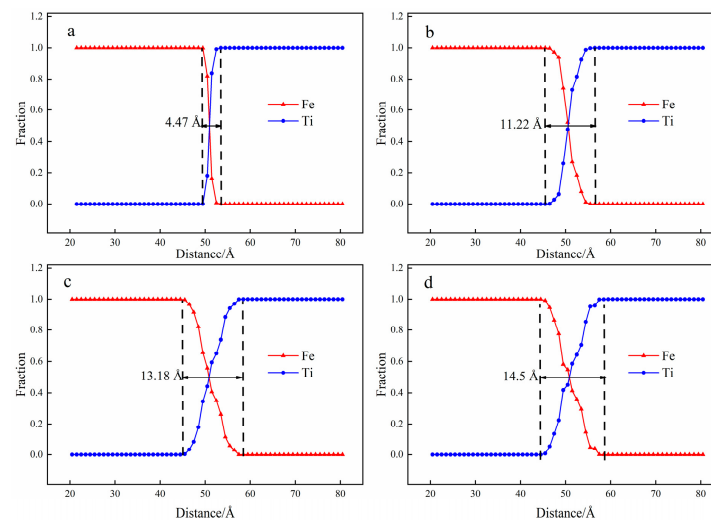 a
1.2
1.0
0.8
0.6
0.4
0.2
0.0
Fraction
4.47 Å
Fe
Ti
20 30 40 50 60 70 80
Distance/Å
b
1.2
1.0
0.8
0.6
0.4
0.2
0.0
Fraction
11.22 Å
Fe
Ti
20 30 40 50 60 70 80
Distance/Å
c
1.2
1.0
0.8
0.6
0.4
0.2
0.0
Fraction
13.18 Å
Fe
Ti
20 30 40 50 60 70 80
Distance/Å
d
1.2
1.0
0.8
0.6
0.4
0.2
0.0
Fraction
14.5 Å
Fe
Ti
20 30 40 50 60 70 80
Distance/Å